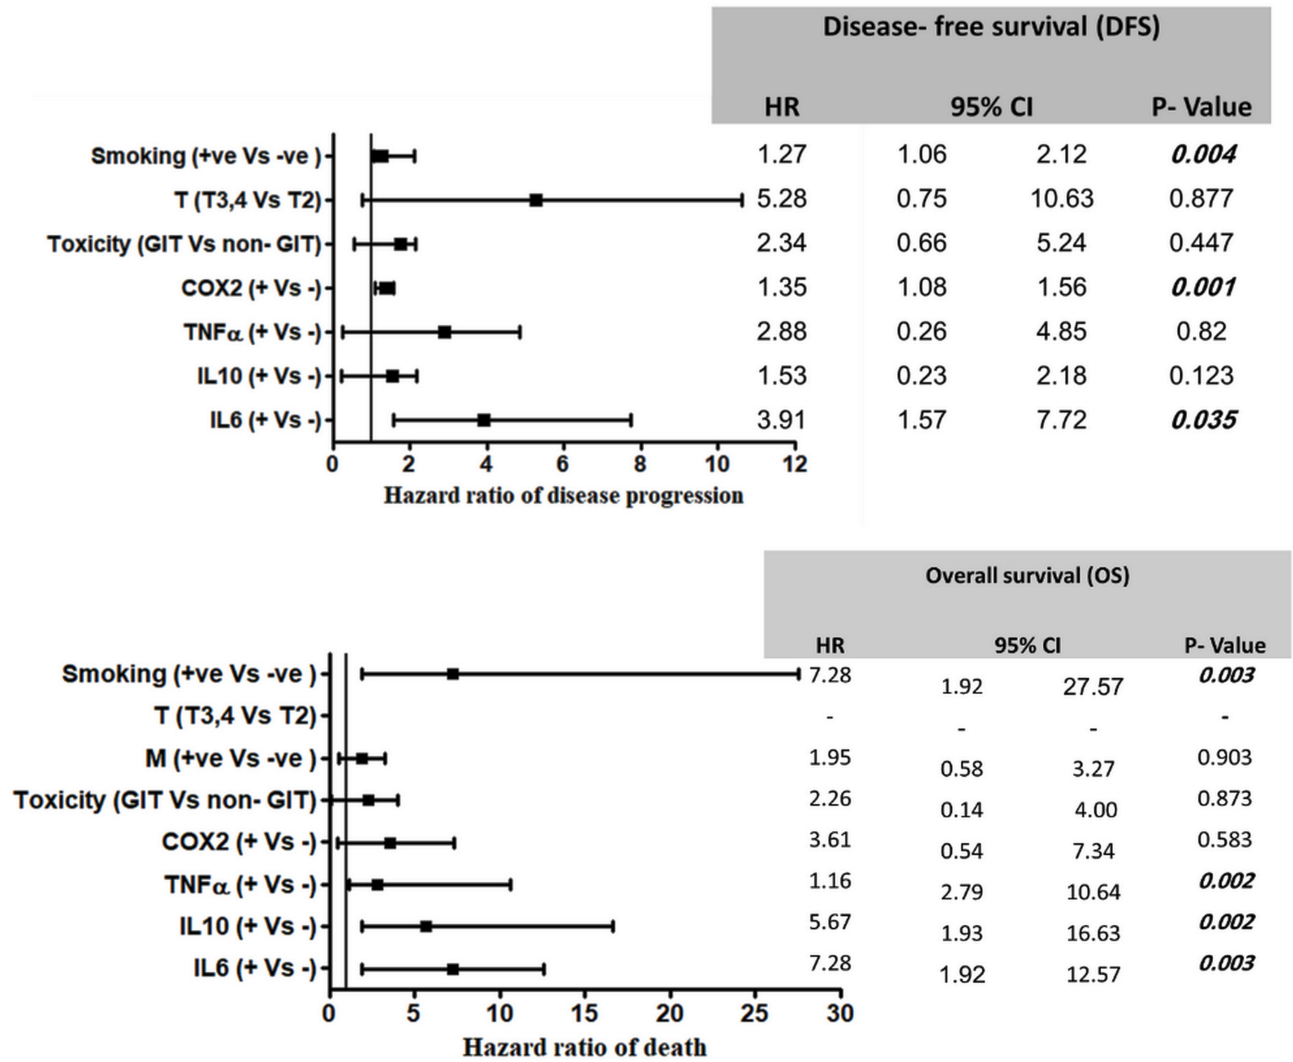 Disease- free survival (DFS)
HR 95% CI P- Value
Smoking (+ve Vs -ve ) 1.27 1.06 2.12 0.004
T (T3,4 Vs T2) 5.28 0.75 10.63 0.877
Toxicity (GIT Vs non- GIT) 2.34 0.66 5.24 0.447
COX2 (+ Vs -) 1.35 1.08 1.56 0.001
TNFα (+ Vs -) 2.88 0.26 4.85 0.82
IL10 (+ Vs -) 1.53 0.23 2.18 0.123
IL6 (+ Vs -) 3.91 1.57 7.72 0.035
0 2 4 6 8 10 12
Hazard ratio of disease progression
Overall survival (OS)
HR 95% CI P- Value
Smoking (+ve Vs -ve ) 7.28 1.92 27.57 0.003
T (T3,4 Vs T2) - - - -
M (+ve Vs -ve ) 1.95 0.58 3.27 0.903
Toxicity (GIT Vs non- GIT) 2.26 0.14 4.00 0.873
COX2 (+ Vs -) 3.61 0.54 7.34 0.583
TNFα (+ Vs -) 1.16 2.79 10.64 0.002
IL10 (+ Vs -) 5.67 1.93 16.63 0.002
IL6 (+ Vs -) 7.28 1.92 12.57 0.003
0 5 10 15 20 25 30
Hazard ratio of death